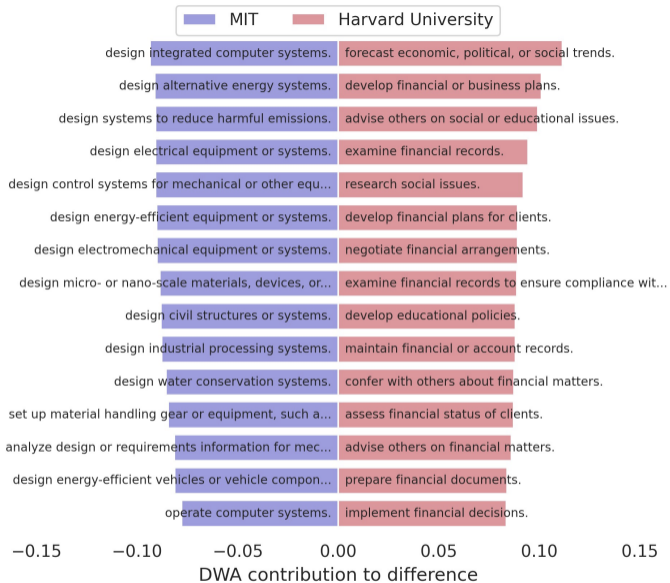 MIT Harvard University
design integrated computer systems. forecast economic, political, or social trends.
design alternative energy systems. develop financial or business plans.
design systems to reduce harmful emissions. advise others on social or educational issues.
design electrical equipment or systems. examine financial records.
design control systems for mechanical or other equ... research social issues.
design energy-efficient equipment or systems. develop financial plans for clients.
design electromechanical equipment or systems. negotiate financial arrangements.
design micro- or nano-scale materials, devices, or... examine financial records to ensure compliance wit...
design civil structures or systems. develop educational policies.
design industrial processing systems. maintain financial or account records.
design water conservation systems. confer with others about financial matters.
set up material handling gear or equipment, such a... assess financial status of clients.
analyze design or requirements information for mec... advise others on financial matters.
design energy-efficient vehicles or vehicle compon... prepare financial documents.
operate computer systems. implement financial decisions.
−0.15 −0.10 −0.05 0.00 0.05 0.10 0.15
DWA contribution to difference